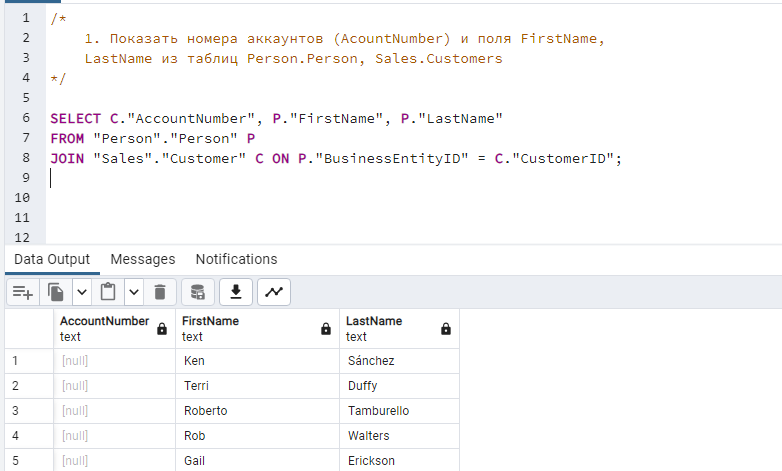 1 /*
2 1. Показать номера аккаунтов (AcountNumber) и поля FirstName,
3 LastName из таблиц Person.Person, Sales.Customers
4 */
5
6 SELECT C."AccountNumber", P."FirstName", P."LastName"
7 FROM "Person"."Person" P
8 JOIN "Sales"."Customer" C ON P."BusinessEntityID" = C."CustomerID";
9
10
11
12
Data Output Messages Notifications
AccountNumber FirstName LastName
text text text
1 [null] Ken Sánchez
2 [null] Terri Duffy
3 [null] Roberto Tamburello
4 [null] Rob Walters
5 [null] Gail Erickson